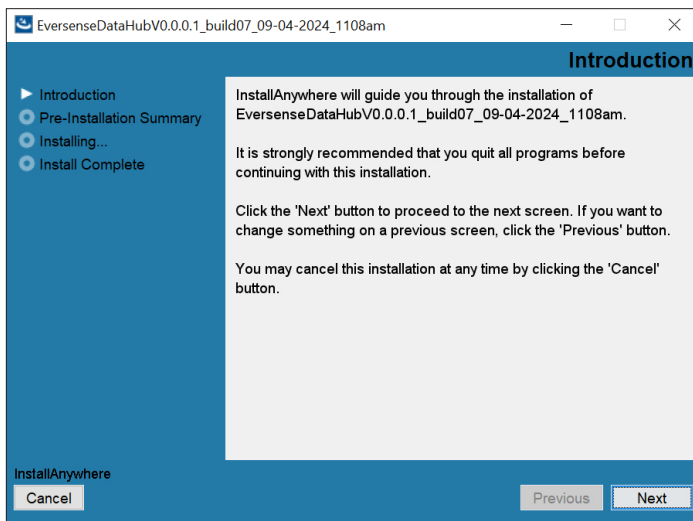 EversenseDataHubV0.0.0.1_build07_09-04-2024_1108am
Introduction
Introduction
Pre-Installation Summary
Installing...
Install Complete
InstallAnywhere will guide you through the installation of
EversenseDataHubV0.0.0.1_build07_09-04-2024_1108am.
It is strongly recommended that you quit all programs before
continuing with this installation.
Click the 'Next' button to proceed to the next screen. If you want to
change something on a previous screen, click the 'Previous' button.
You may cancel this installation at any time by clicking the 'Cancel'
button.
InstallAnywhere
Cancel
Previous
Next